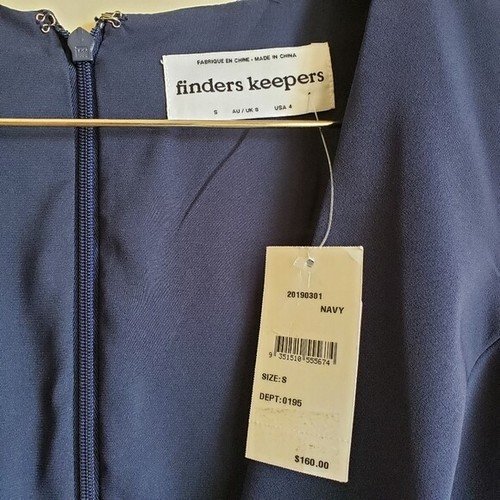 FABRIQUE EN CHINE - MADE IN CHINA
finders keepers
S AU / UK 8 USA 4
20190301
NAVY
9 351510 555674
SIZE:S
DEPT:0195
$160.00